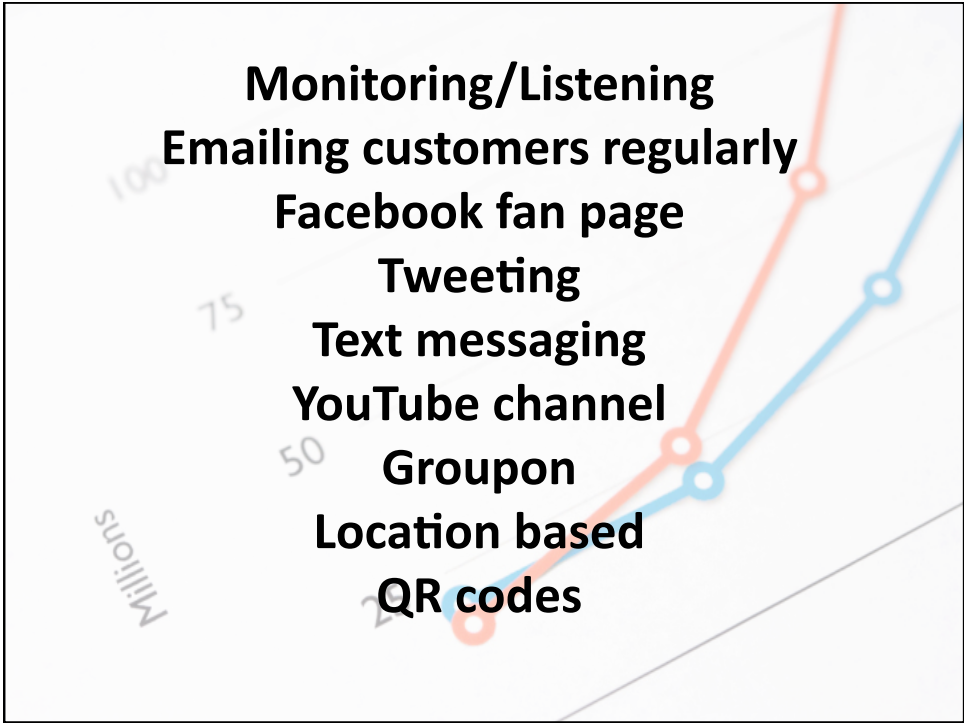 Monitoring/Listening
Emailing customers regularly
Facebook fan page
Tweeting
Text messaging
YouTube channel
Groupon
Location based
QR codes
100
75
50
25
Millions